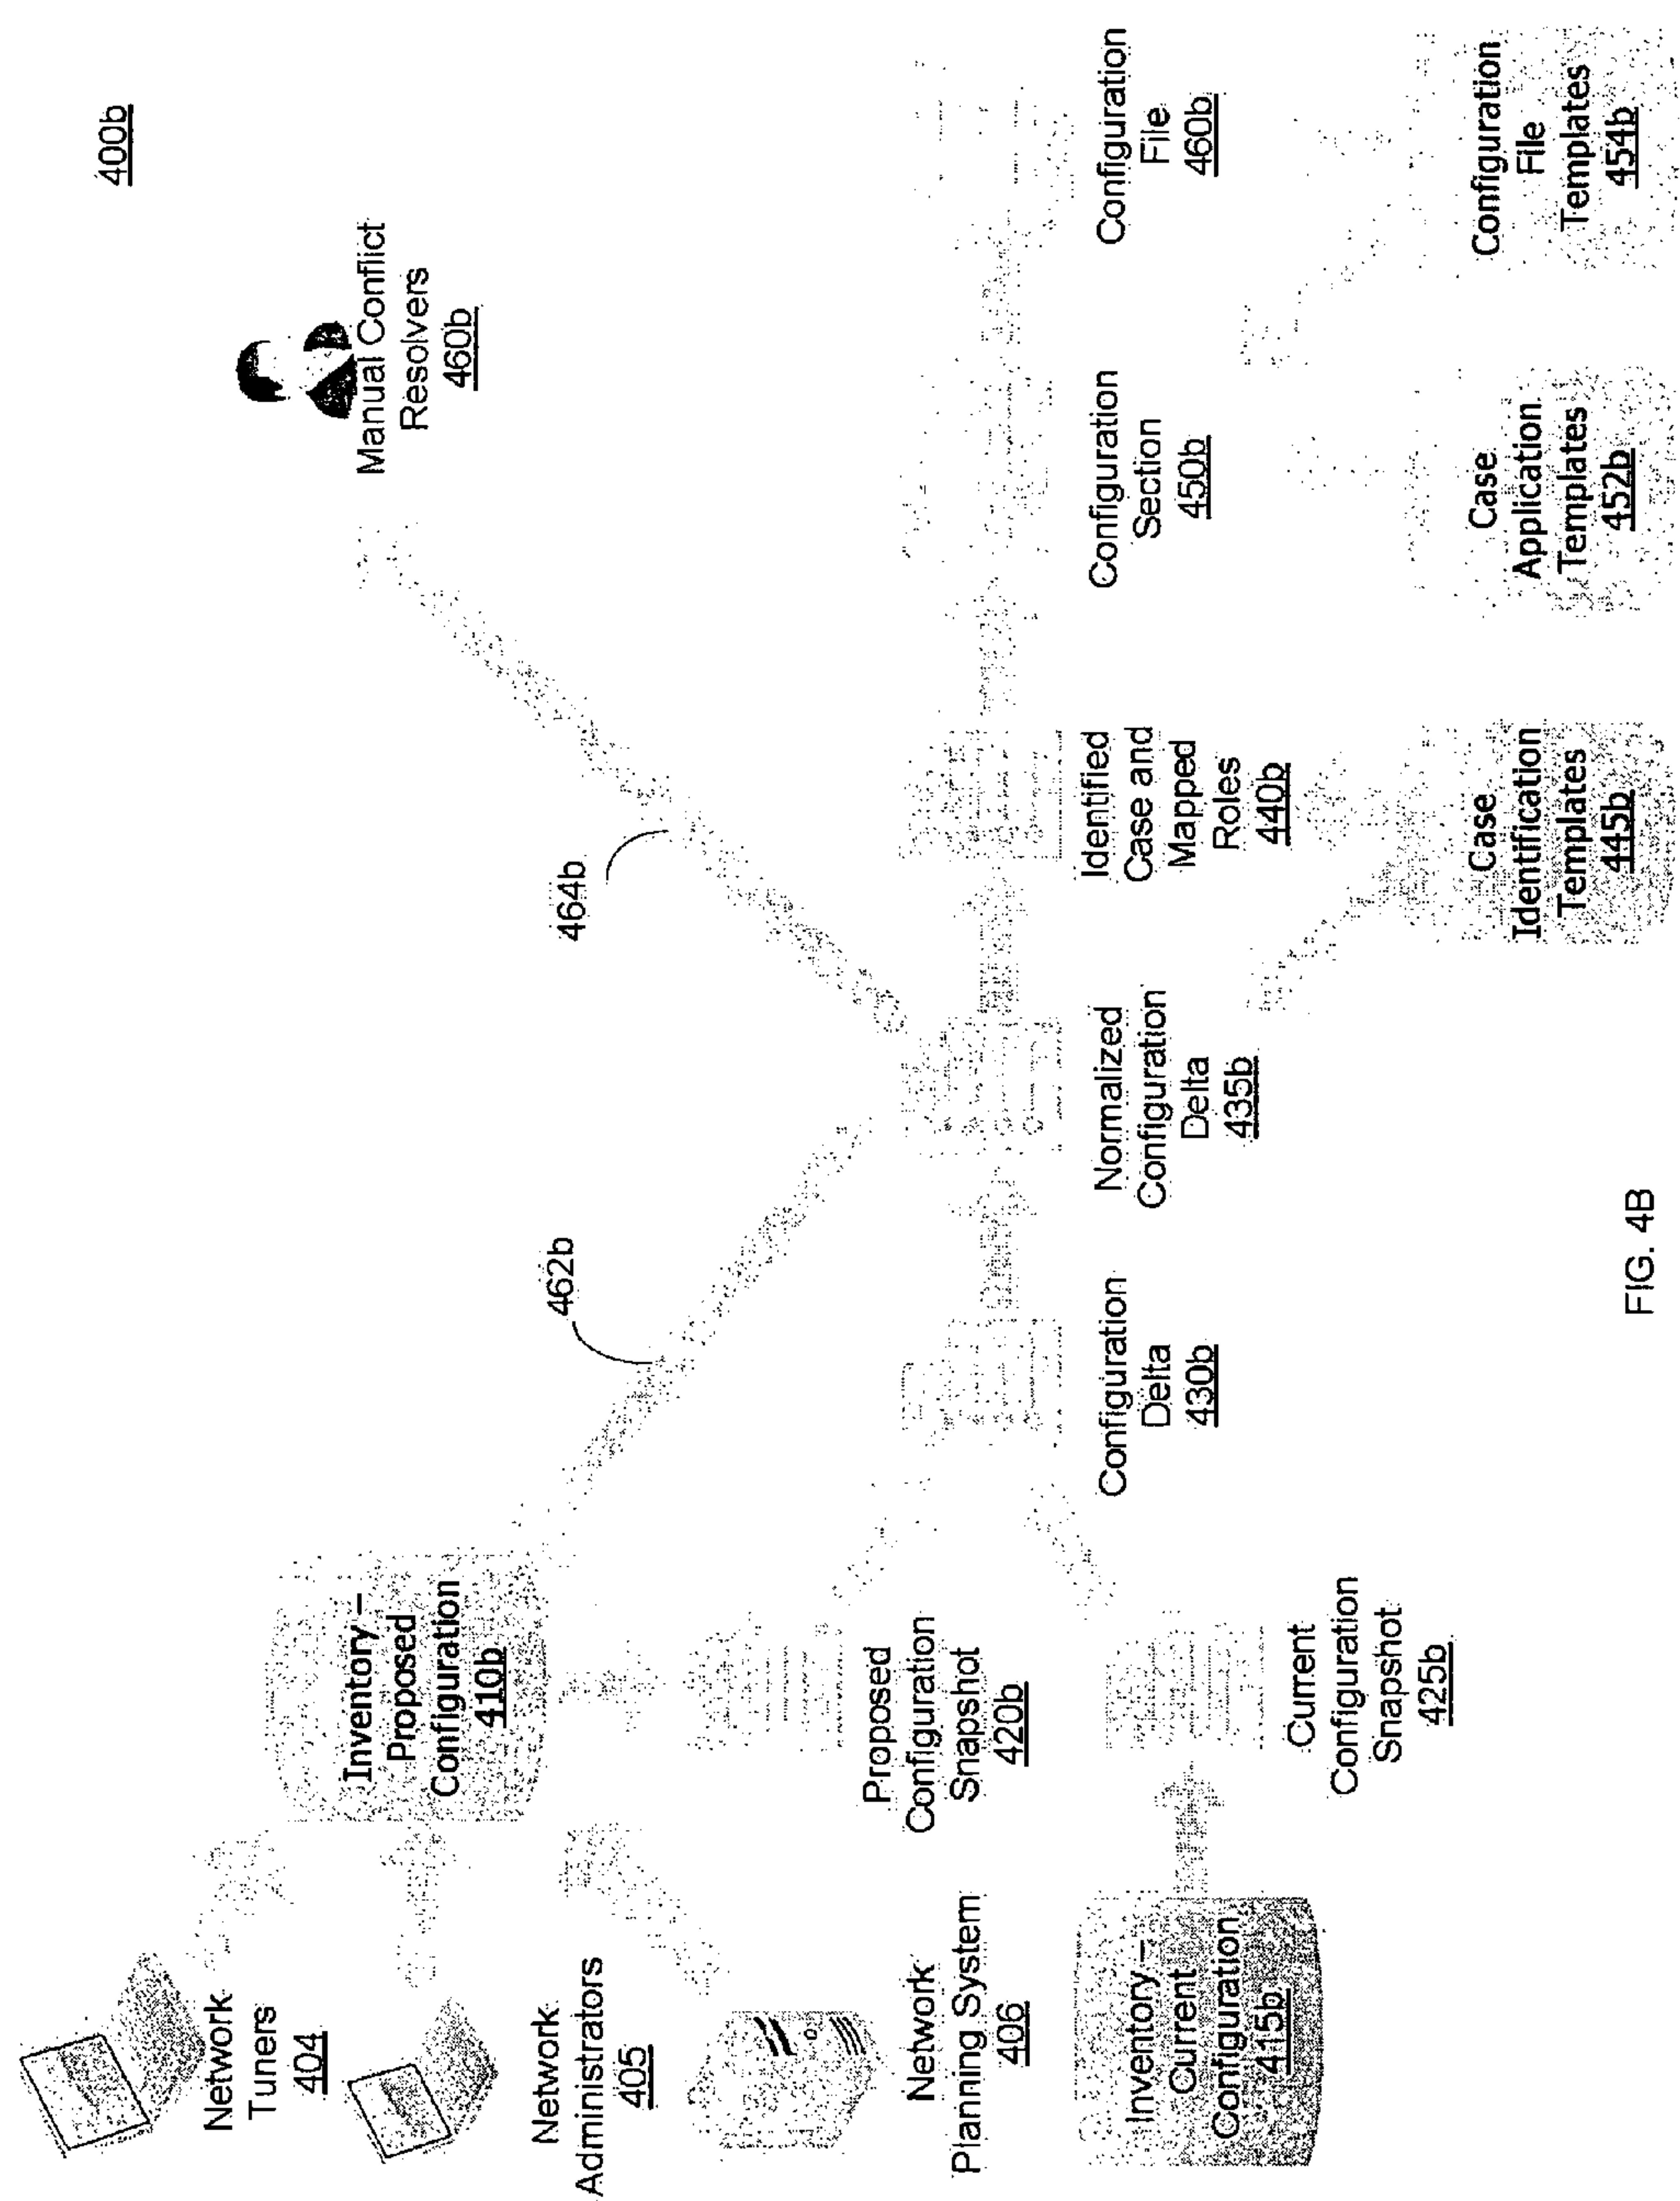 400b
Manual Conflict
Resolvers
460b
464b
462b
Network
Tuners
404
Network
Administrators
405
Network
Planning System
406
Inventory –
Proposed
Configuration
410b
Proposed
Configuration
Snapshot
420b
Inventory –
Current
Configuration
415b
Current
Configuration
Snapshot
425b
Configuration
Delta
430b
Normalized
Configuration
Delta
435b
Identified
Case and
Mapped
Roles
440b
Configuration
Section
450b
Configuration
File
460b
Case
Identification
Templates
445b
Case
Application
Templates
452b
Configuration
File
Templates
454b
FIG. 4B